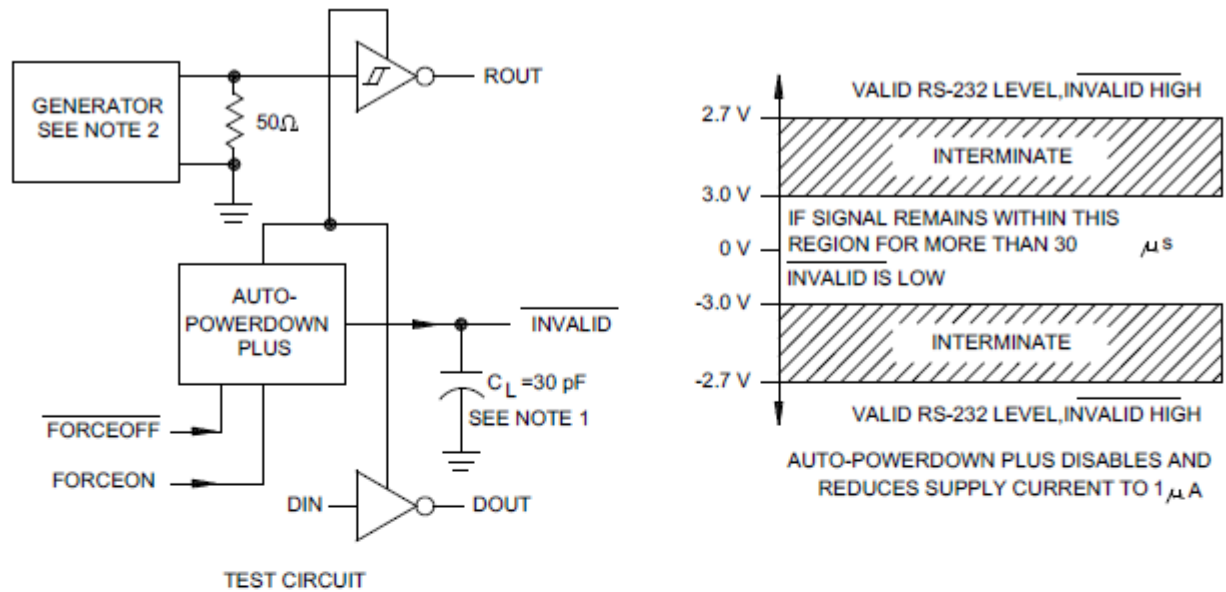 GENERATOR
SEE NOTE 2
50Ω
ROUT
AUTO-
POWERDOWN
PLUS
INVALID
C L =30 pF
SEE NOTE 1
FORCEOFF
FORCEON
DIN
DOUT
TEST CIRCUIT
VALID RS-232 LEVEL,INVALID HIGH
2.7 V
INTERMINATE
3.0 V
IF SIGNAL REMAINS WITHIN THIS
0 V
REGION FOR MORE THAN 30 μs
INVALID IS LOW
-3.0 V
INTERMINATE
-2.7 V
VALID RS-232 LEVEL,INVALID HIGH
AUTO-POWERDOWN PLUS DISABLES AND
REDUCES SUPPLY CURRENT TO 1μA